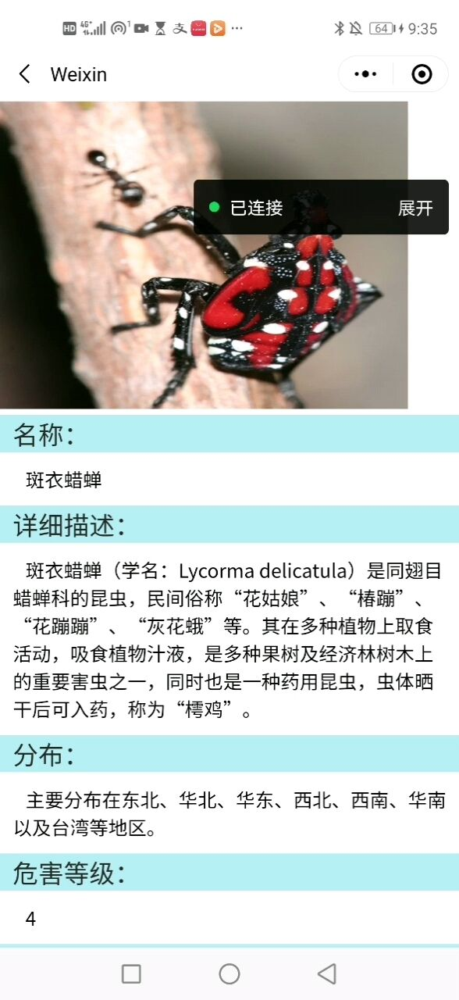 HD 4G+ 1 支 ... 64 9:35
Weixin
已连接 展开
名称：
斑衣蜡蝉
详细描述：
斑衣蜡蝉（学名：Lycorma delicatula）是同翅目
蜡蝉科的昆虫，民间俗称“花姑娘”、“椿蹦”、
“花蹦蹦”、“灰花蛾”等。其在多种植物上取食
活动，吸食植物汁液，是多种果树及经济林树木上
的重要害虫之一，同时也是一种药用昆虫，虫体晒
干后可入药，称为“樗鸡”。
分布：
主要分布在东北、华北、华东、西北、西南、华南
以及台湾等地区。
危害等级：
4